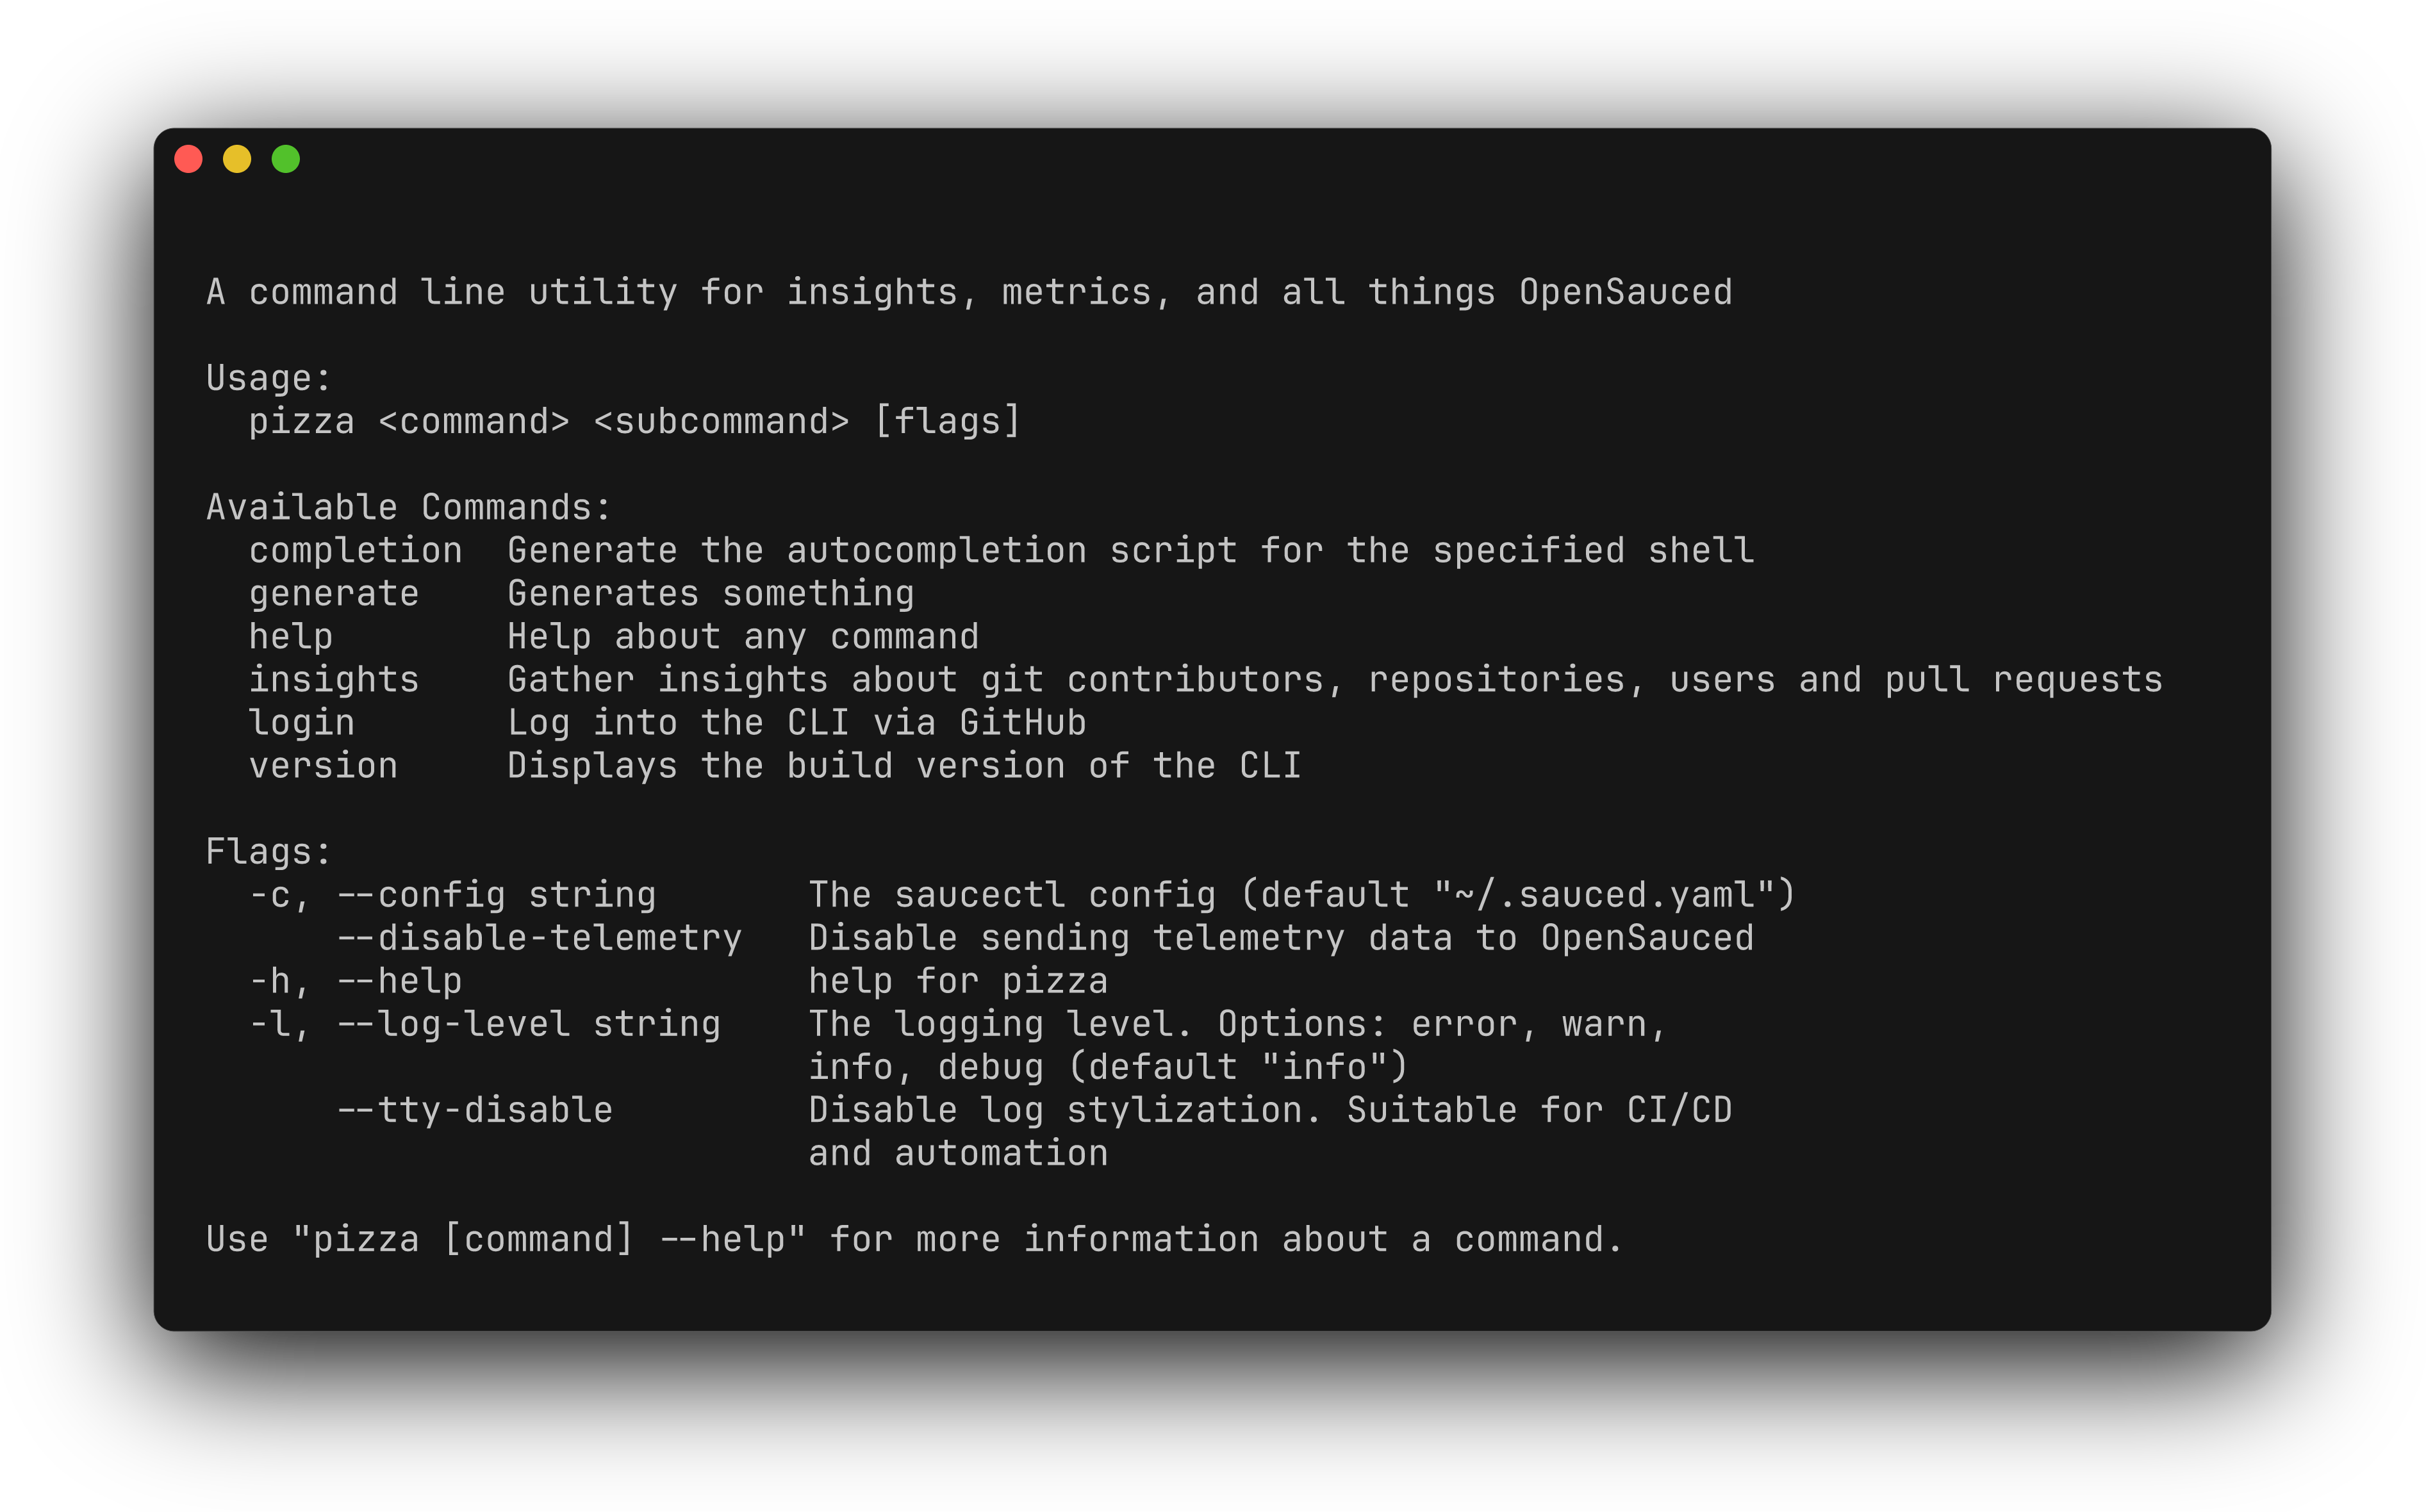 A command line utility for insights, metrics, and all things OpenSauced

Usage:
  pizza <command> <subcommand> [flags]

Available Commands:
  completion  Generate the autocompletion script for the specified shell
  generate    Generates something
  help        Help about any command
  insights    Gather insights about git contributors, repositories, users and pull requests
  login       Log into the CLI via GitHub
  version     Displays the build version of the CLI

Flags:
  -c, --config string       The saucectl config (default "~/.sauced.yaml")
      --disable-telemetry   Disable sending telemetry data to OpenSauced
  -h, --help                help for pizza
  -l, --log-level string    The logging level. Options: error, warn,
                            info, debug (default "info")
      --tty-disable         Disable log stylization. Suitable for CI/CD
                            and automation

Use "pizza [command] --help" for more information about a command.